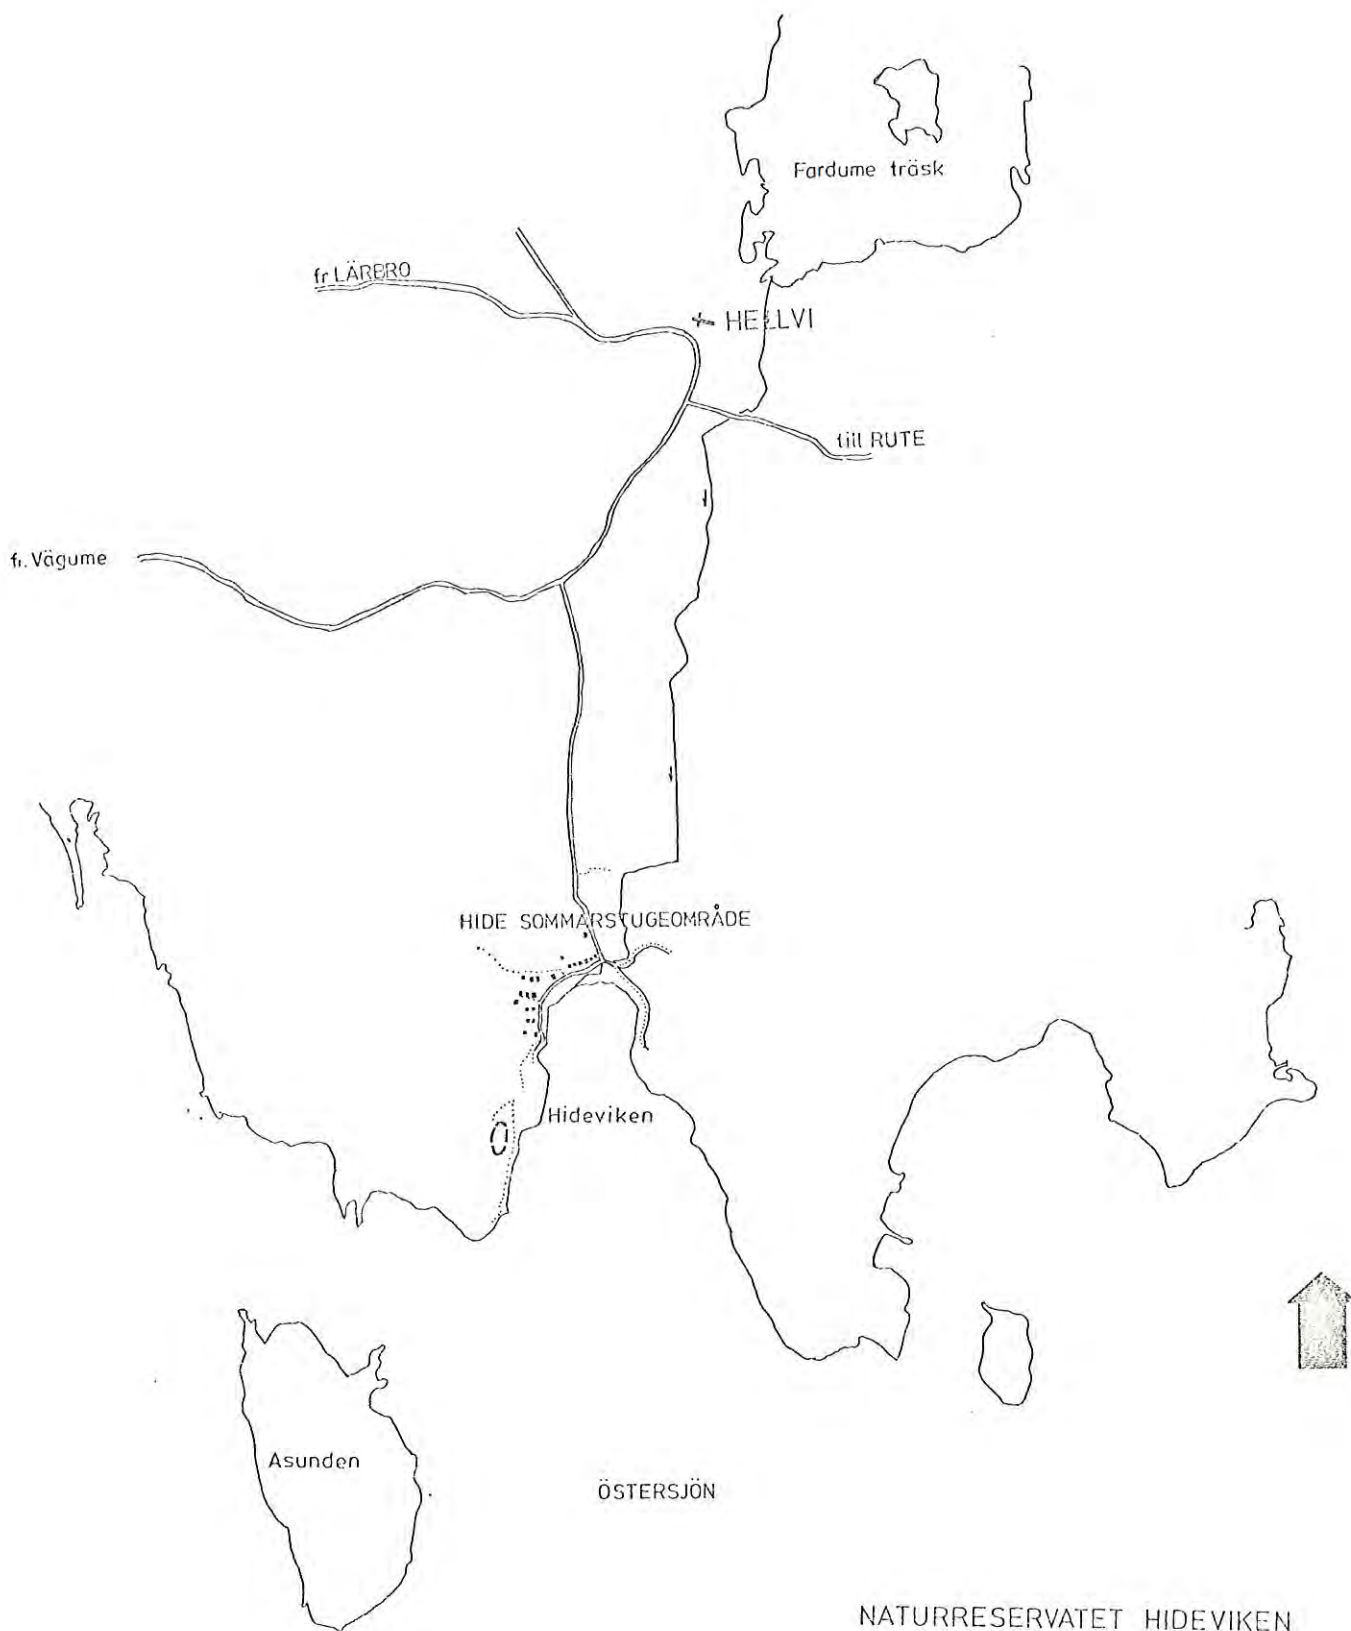 Fardume träsk
fr. LÄRBRO
HELLVI
till RUTE
fr. Vägume
HIDE SOMMARSTUGEOMRÅDE
Hideviken
Asunden
ÖSTERSJÖN
NATURRESERVATET HIDEVIKEN